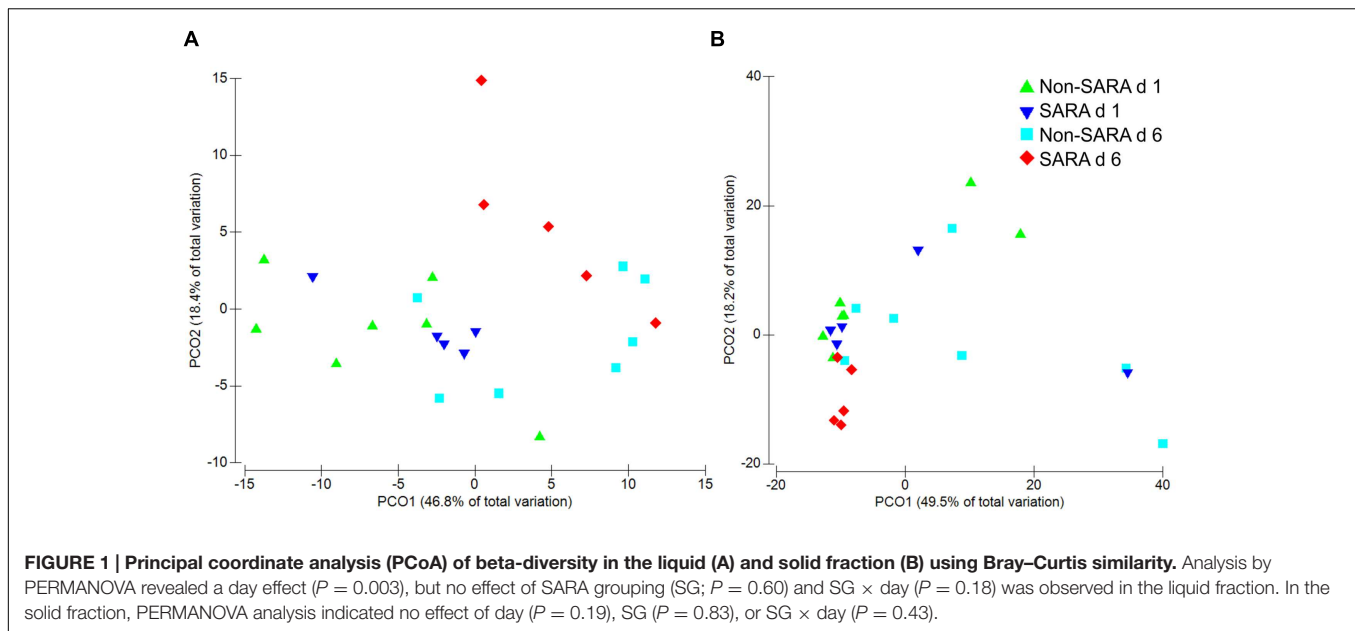 A
15
10
5
0
-5
-10
PCO2 (18.4% of total variation)
-15 -10 -5 0 5 10 15
PCO1 (46.8% of total variation)
B
40
20
0
-20
PCO2 (18.2% of total variation)
-20 0 20 40
PCO1 (49.5% of total variation)
Non-SARA d 1
SARA d 1
Non-SARA d 6
SARA d 6
FIGURE 1 | Principal coordinate analysis (PCoA) of beta-diversity in the liquid (A) and solid fraction (B) using Bray–Curtis similarity. Analysis by
PERMANOVA revealed a day effect (P = 0.003), but no effect of SARA grouping (SG; P = 0.60) and SG × day (P = 0.18) was observed in the liquid fraction. In the
solid fraction, PERMANOVA analysis indicated no effect of day (P = 0.19), SG (P = 0.83), or SG × day (P = 0.43).